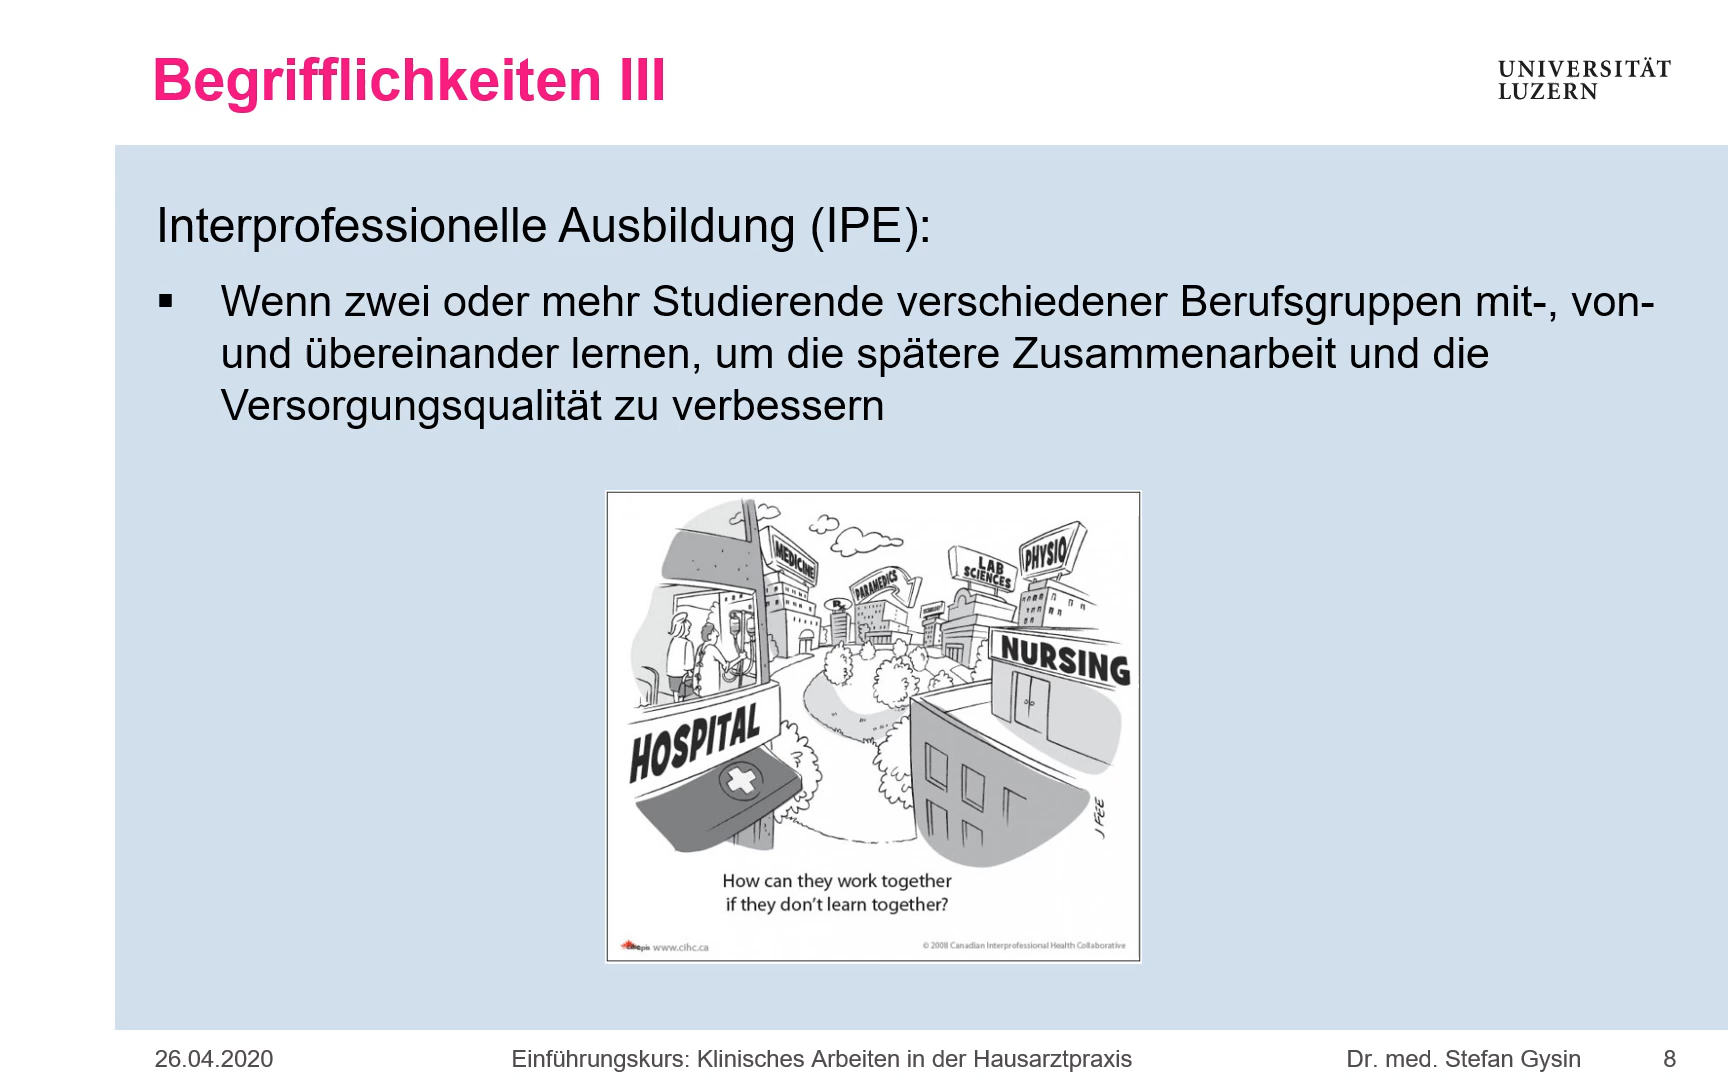 Begrifflichkeiten III
UNIVERSITÄT
LUZERN
Interprofessionelle Ausbildung (IPE):
▪ Wenn zwei oder mehr Studierende verschiedener Berufsgruppen mit-, von-
und übereinander lernen, um die spätere Zusammenarbeit und die
Versorgungsqualität zu verbessern
MEDICINE
PARAMEDICS
LAB
SCIENCES
PHYSIO
Rx
NURSING
HOSPITAL
J FEE
How can they work together
if they don't learn together?
www.cihc.ca
© 2008 Canadian Interprofessional Health Collaborative
26.04.2020
Einführungskurs: Klinisches Arbeiten in der Hausarztpraxis
Dr. med. Stefan Gysin
8